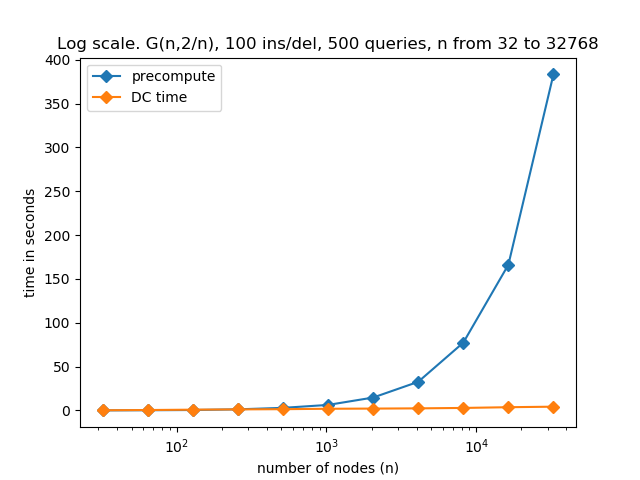 Log scale. G(n,2/n), 100 ins/del, 500 queries, n from 32 to 32768
precompute
DC time
400
350
300
250
200
150
100
50
0
time in seconds
10²
10³
10⁴
number of nodes (n)